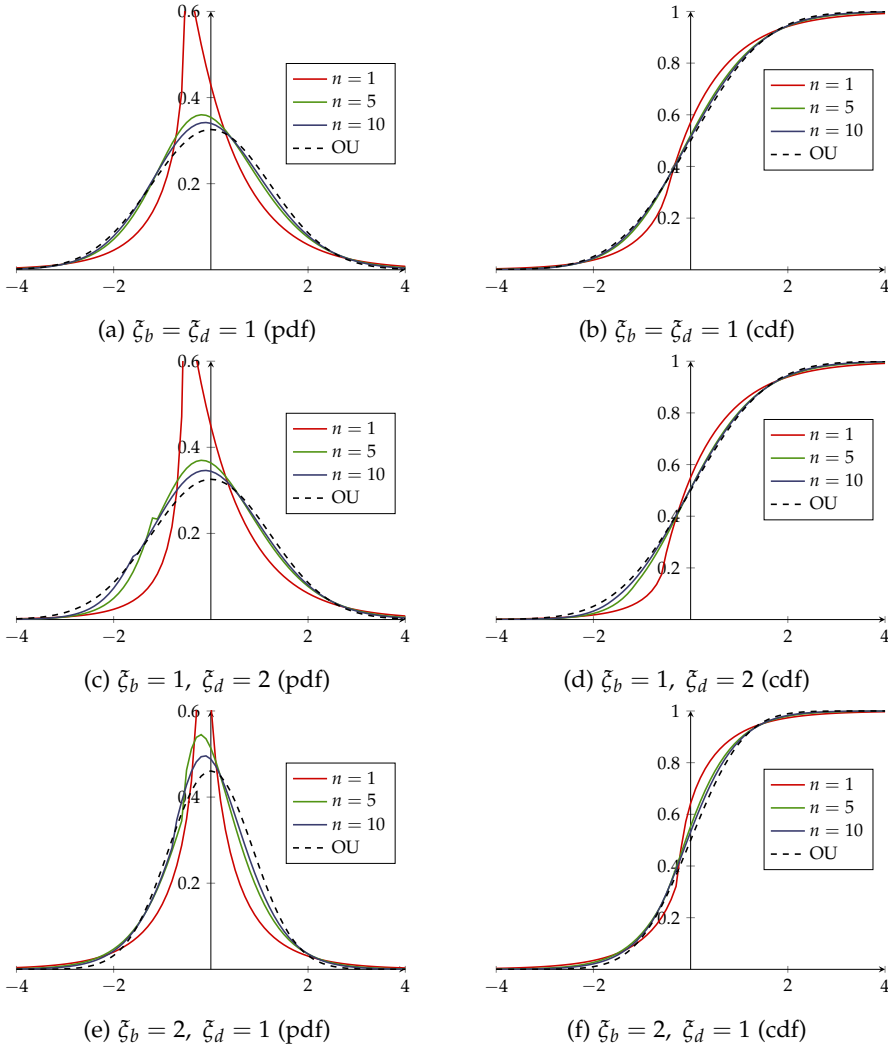 0.6
0.4
0.2
−4
−2
2
4
n = 1
n = 5
n = 10
OU
(a) ξ_b = ξ_d = 1 (pdf)
1
0.8
0.6
0.4
0.2
−4
−2
2
4
n = 1
n = 5
n = 10
OU
(b) ξ_b = ξ_d = 1 (cdf)
0.6
0.4
0.2
−4
−2
2
4
n = 1
n = 5
n = 10
OU
(c) ξ_b = 1, ξ_d = 2 (pdf)
1
0.8
0.6
0.4
0.2
−4
−2
2
4
n = 1
n = 5
n = 10
OU
(d) ξ_b = 1, ξ_d = 2 (cdf)
0.6
0.4
0.2
−4
−2
2
4
n = 1
n = 5
n = 10
OU
(e) ξ_b = 2, ξ_d = 1 (pdf)
1
0.8
0.6
0.4
0.2
−4
−2
2
4
n = 1
n = 5
n = 10
OU
(f) ξ_b = 2, ξ_d = 1 (cdf)